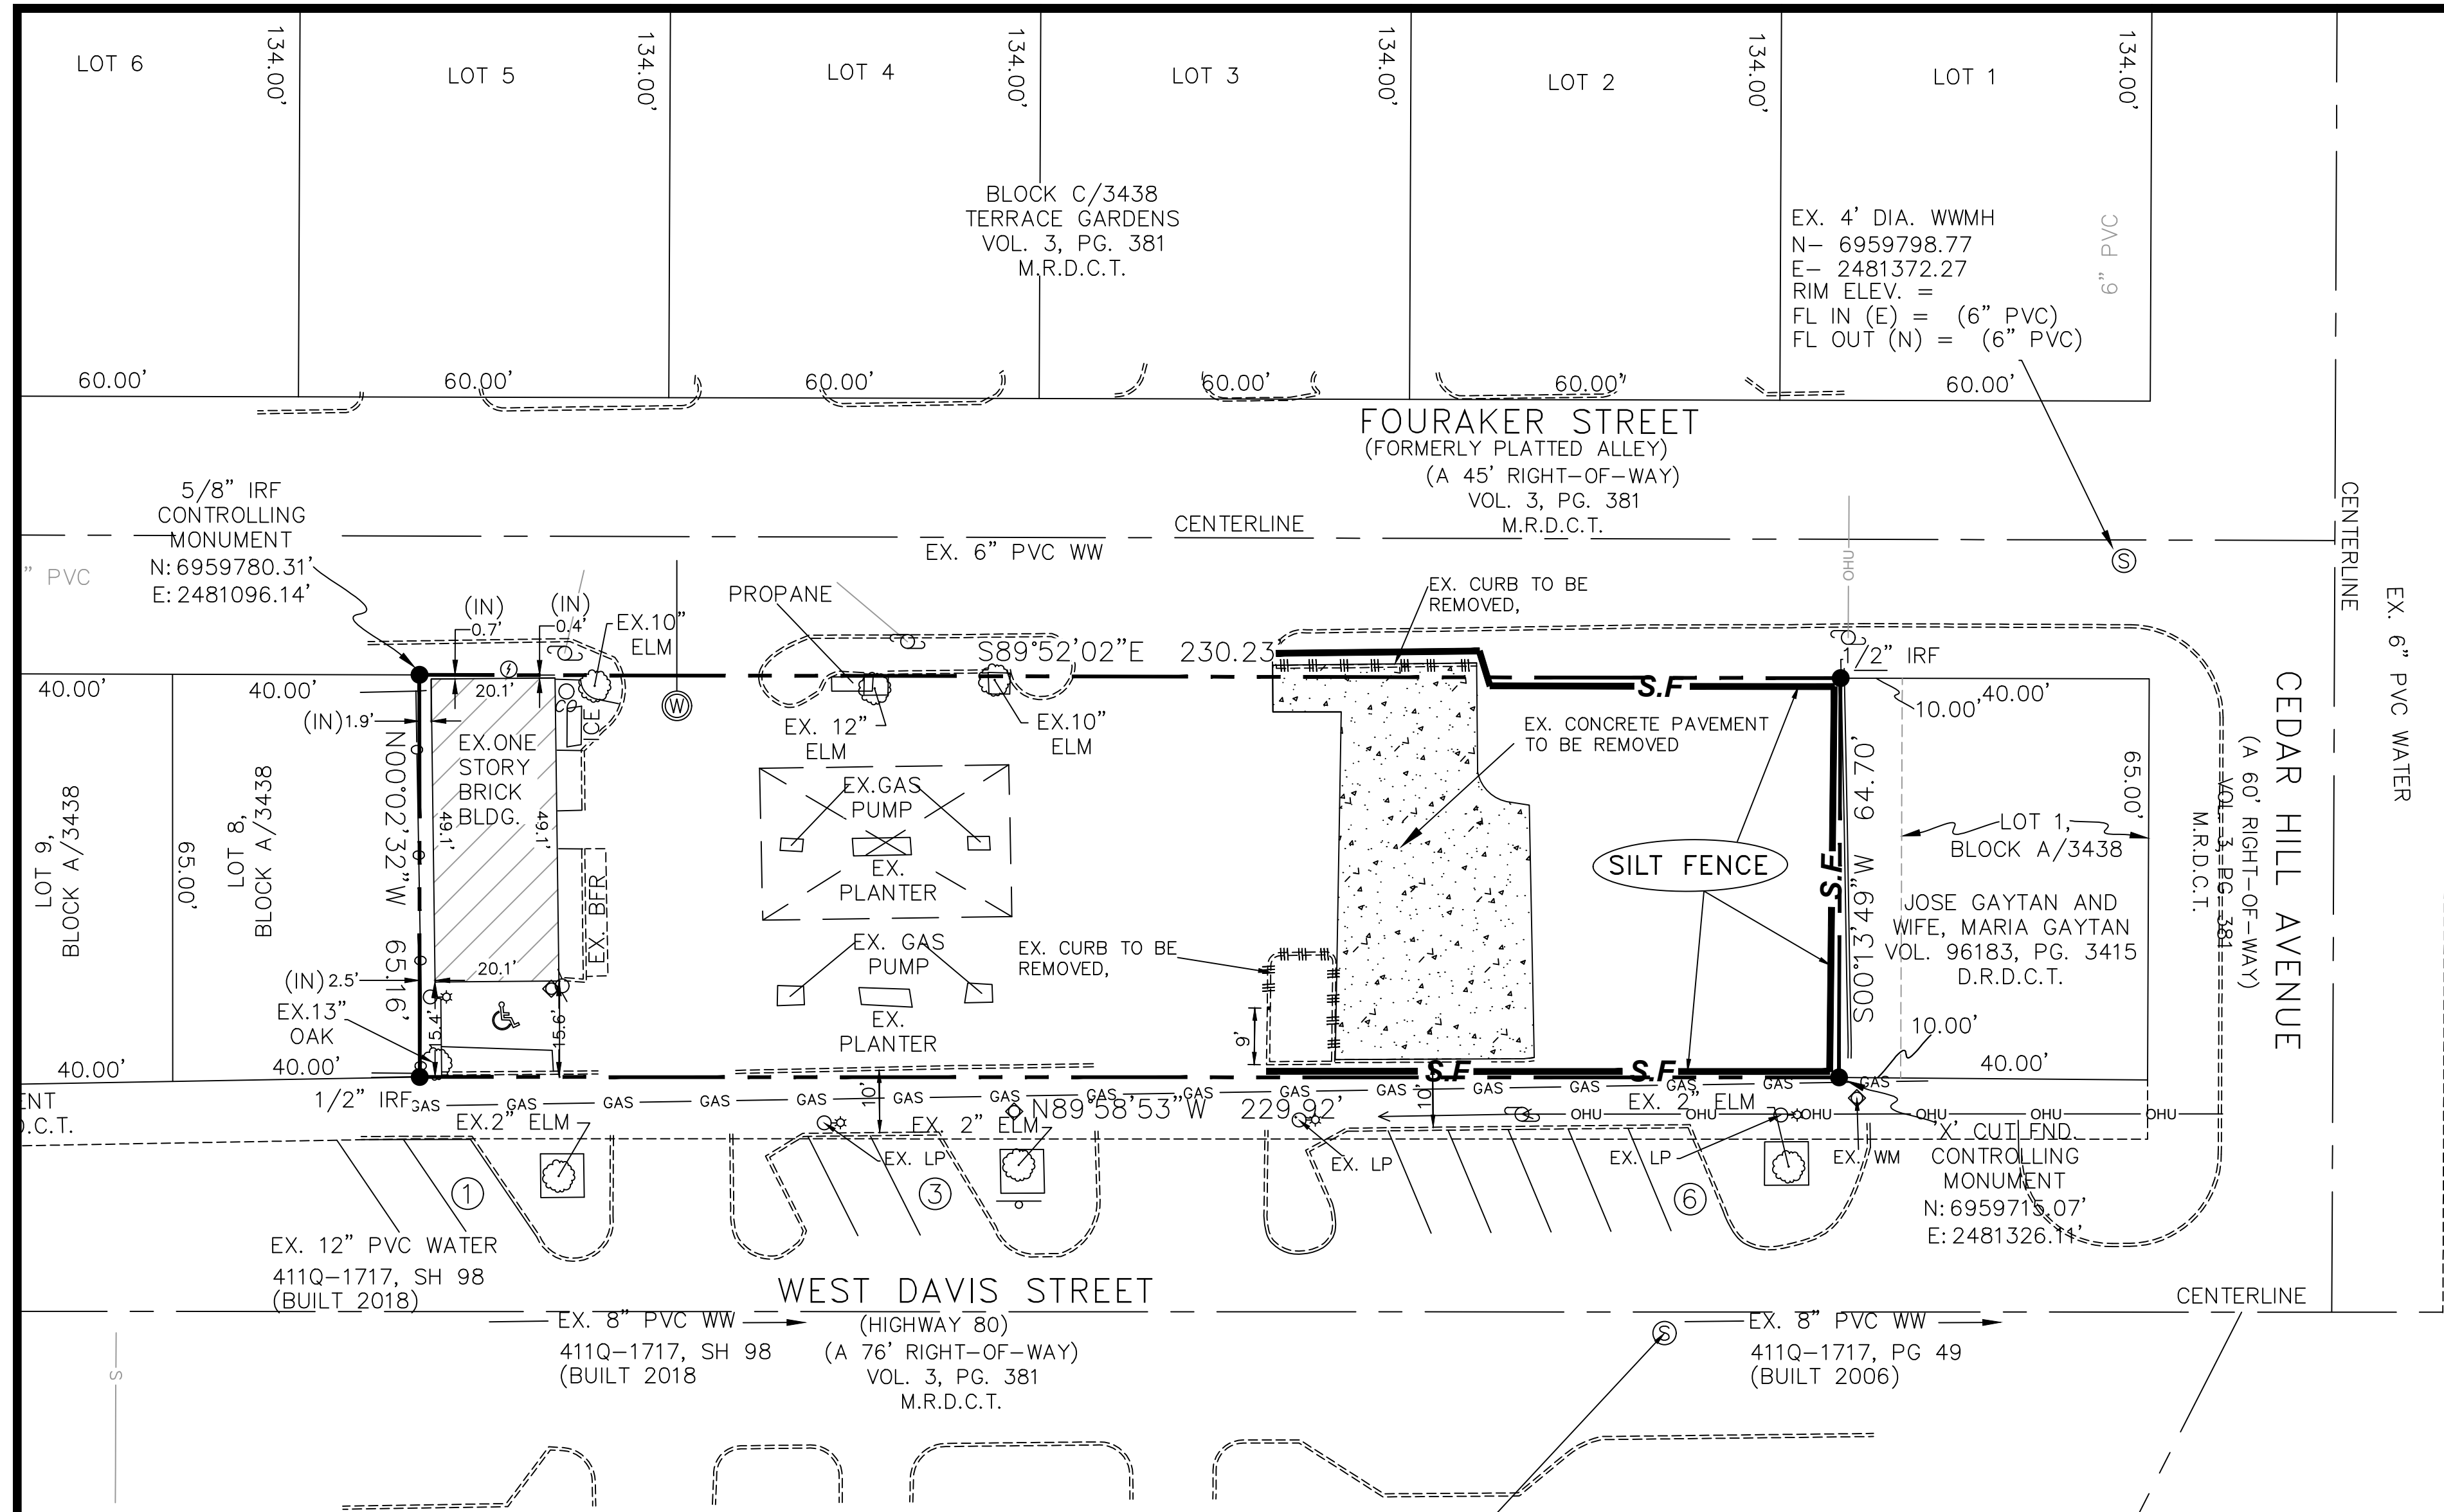 LOT 6
134.00'
LOT 5
134.00'
LOT 4
134.00'
LOT 3
134.00'
LOT 2
134.00'
LOT 1
134.00'
BLOCK C/3438
TERRACE GARDENS
VOL. 3, PG. 381
M.R.D.C.T.
EX. 4' DIA. WWMH
N- 6959798.77
E- 2481372.27
RIM ELEV. =
FL IN (E) = (6" PVC)
FL OUT (N) = (6" PVC)
6" PVC
60.00'
60.00'
60.00'
60.00'
60.00'
60.00'
FOURAKER STREET
(FORMERLY PLATTED ALLEY)
(A 45' RIGHT-OF-WAY)
VOL. 3, PG. 381
M.R.D.C.T.
CENTERLINE
EX. 6" PVC WW
5/8" IRF
CONTROLLING
MONUMENT
N: 6959780.31'
E: 2481096.14'
" PVC
(IN)
0.7'
(IN)
0.4'
EX.10"
ELM
PROPANE
S89°52'02"E 230.23'
EX. CURB TO BE
REMOVED,
OHU
1/2" IRF
S
CENTERLINE
EX. 6" PVC WATER
40.00'
40.00'
20.1'
CO
ICE
W
(IN) 1.9'
EX. 12"
ELM
EX.10"
ELM
S.F
10.00'
40.00'
EX.ONE
STORY
BRICK
BLDG.
49.1'
49.1'
EX.GAS
PUMP
EX.
PLANTER
EX. CONCRETE PAVEMENT
TO BE REMOVED
SILT FENCE
S.F
S00°13'49"W 64.70'
LOT 1,
BLOCK A/3438
65.00'
JOSE GAYTAN AND
WIFE, MARIA GAYTAN
VOL. 96183, PG. 3415
D.R.D.C.T.
CEDAR HILL AVENUE
(A 60' RIGHT-OF-WAY)
VOL. 3, PG. 381
M.R.D.C.T.
LOT 9,
BLOCK A/3438
65.00'
LOT 8,
BLOCK A/3438
N00°02'32"W 65.16'
EX. BFR
EX. GAS
PUMP
EX.
PLANTER
EX. CURB TO BE
REMOVED,
9'
20.1'
(IN) 2.5'
EX.13"
OAK
15.4'
15.6'
40.00'
40.00'
10.00'
40.00'
S.F
S.F
1/2" IRF
GAS GAS GAS GAS GAS GAS GAS GAS GAS GAS GAS GAS GAS GAS GAS GAS
ENT
.C.T.
10'
N89°58'53"W 229.92'
10'
EX.2" ELM
EX. 2" ELM
EX. 2" ELM
OHU OHU OHU OHU OHU OHU
EX. LP
EX. LP
EX. LP
EX. WM
'X' CUT FND.
CONTROLLING
MONUMENT
N: 6959715.07'
E: 2481326.11'
1
3
6
EX. 12" PVC WATER
411Q-1717, SH 98
(BUILT 2018)
WEST DAVIS STREET
(HIGHWAY 80)
(A 76' RIGHT-OF-WAY)
VOL. 3, PG. 381
M.R.D.C.T.
CENTERLINE
EX. 8" PVC WW
411Q-1717, SH 98
(BUILT 2018
S
EX. 8" PVC WW
411Q-1717, PG 49
(BUILT 2006)
S